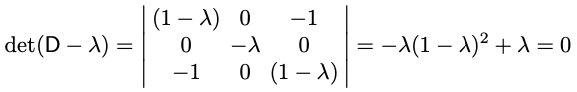 det(D − λ) = | (1 − λ) 0 −1 |
| 0 −λ 0 | = −λ(1 − λ)² + λ = 0
| −1 0 (1 − λ) |